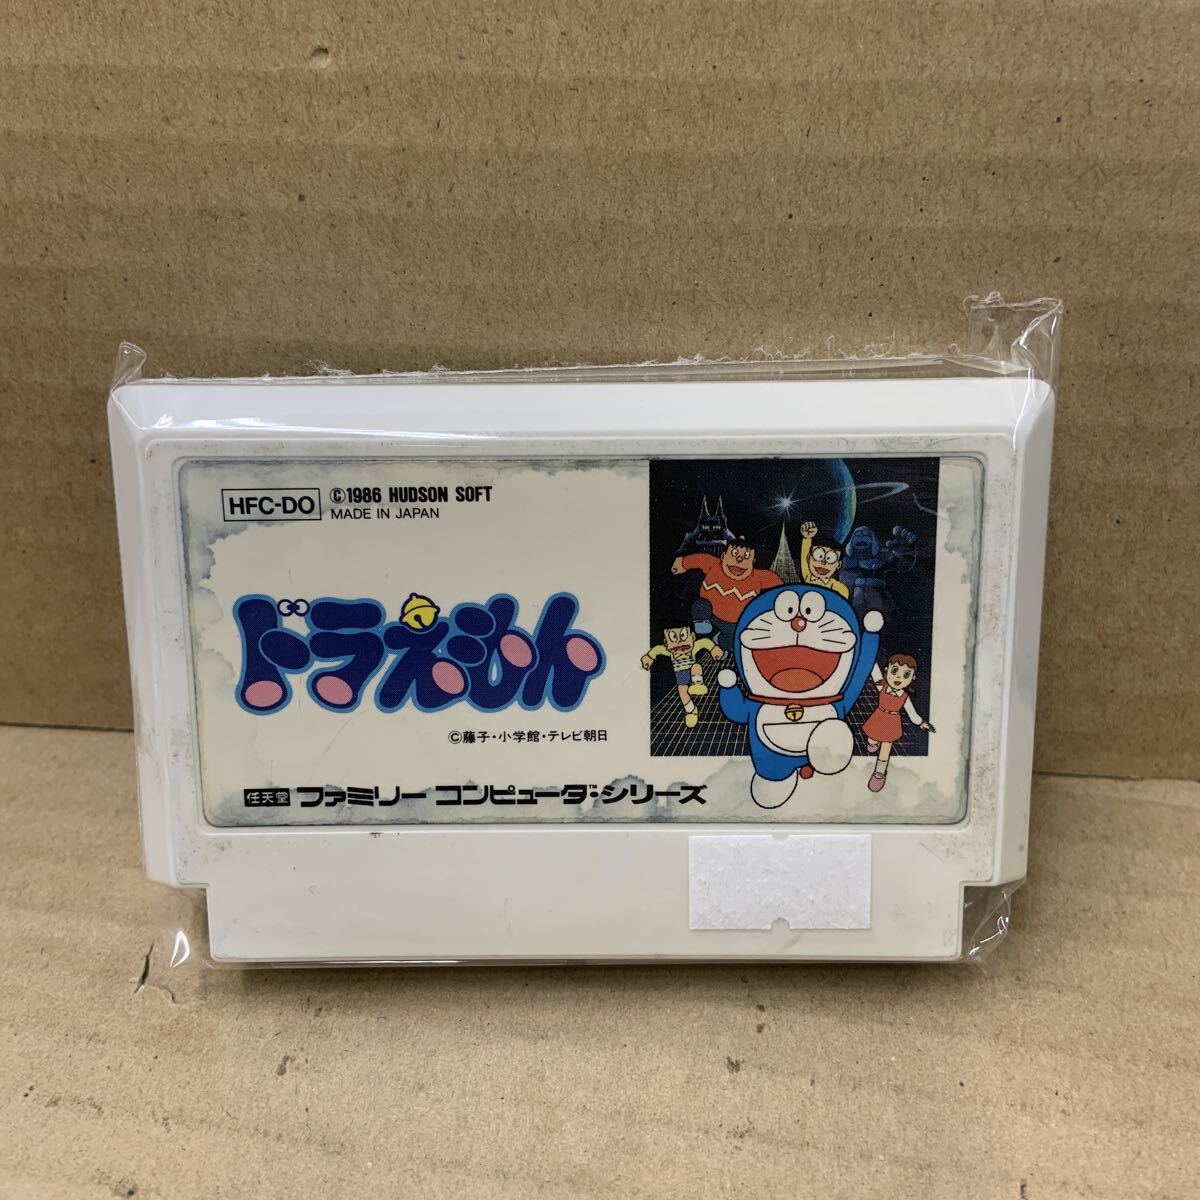 HFC-DO
©1986 HUDSON SOFT
MADE IN JAPAN
ドラえもん
©藤子・小学館・テレビ朝日
任天堂 ファミリー コンピュータ™・シリーズ